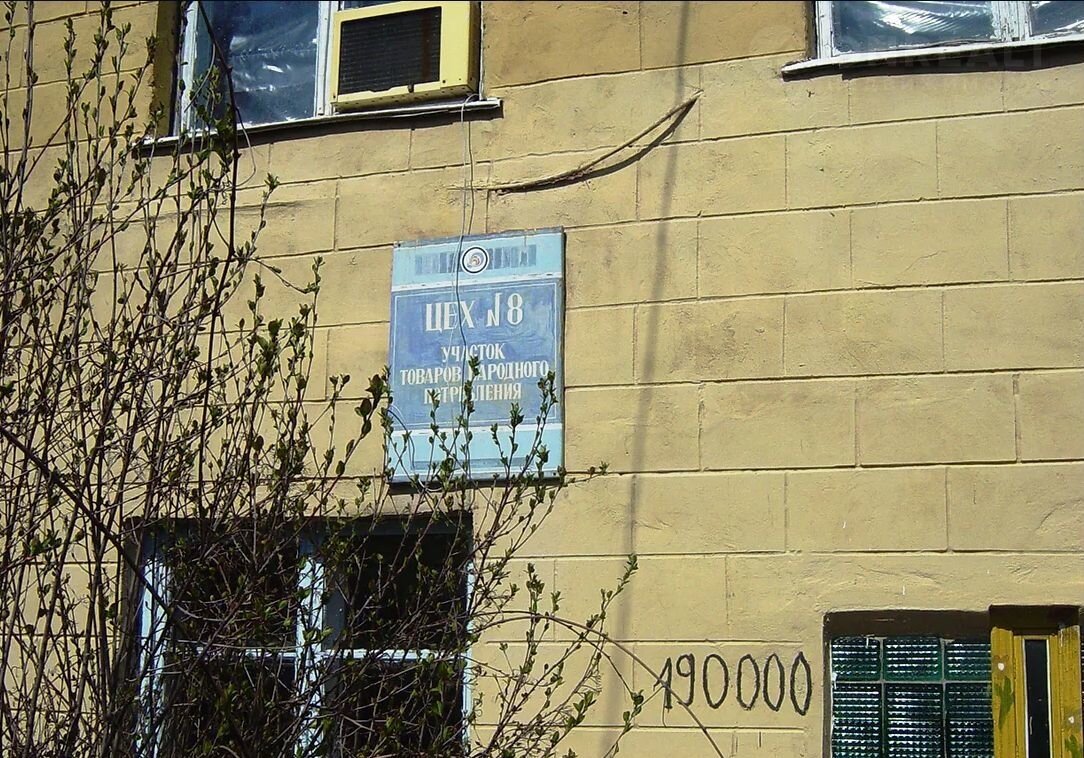 ЦЕХ №8
УЧАСТОК
ТОВАРОВ НАРОДНОГО
ПОТРЕБЛЕНИЯ
190000